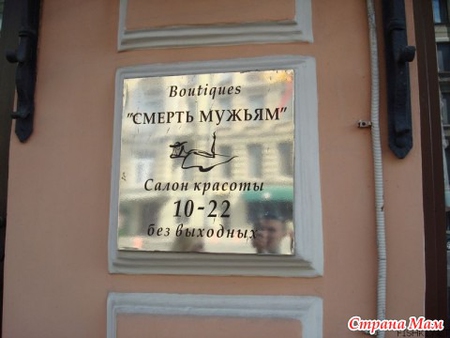 Boutiques
"СМЕРТЬ МУЖЬЯМ"
Салон красоты
10-22
без выходных
Страна Мам